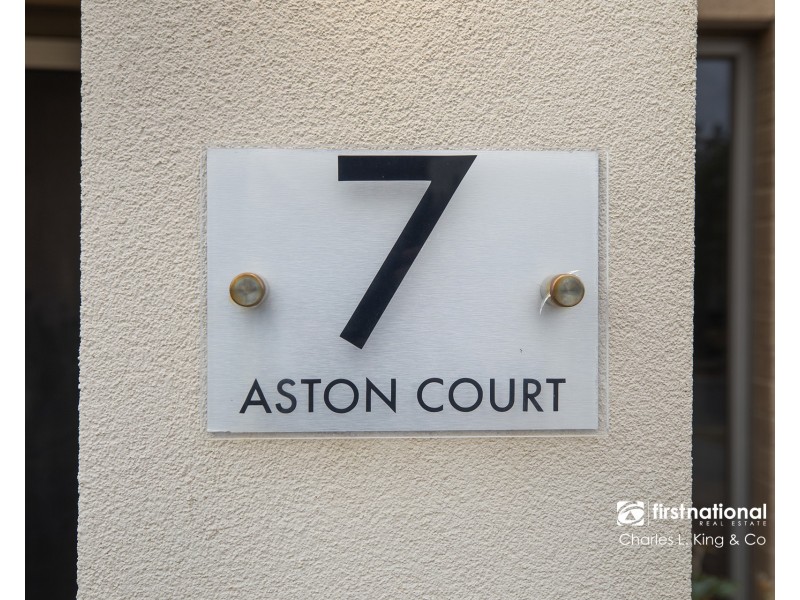 7
ASTON COURT
firstnational
REAL ESTATE
Charles L. King & Co